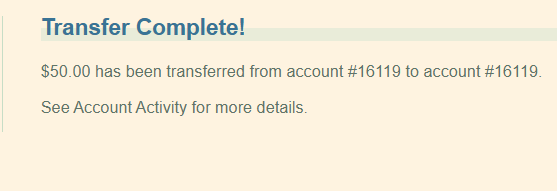 Transfer Complete!
$50.00 has been transferred from account #16119 to account #16119.
See Account Activity for more details.